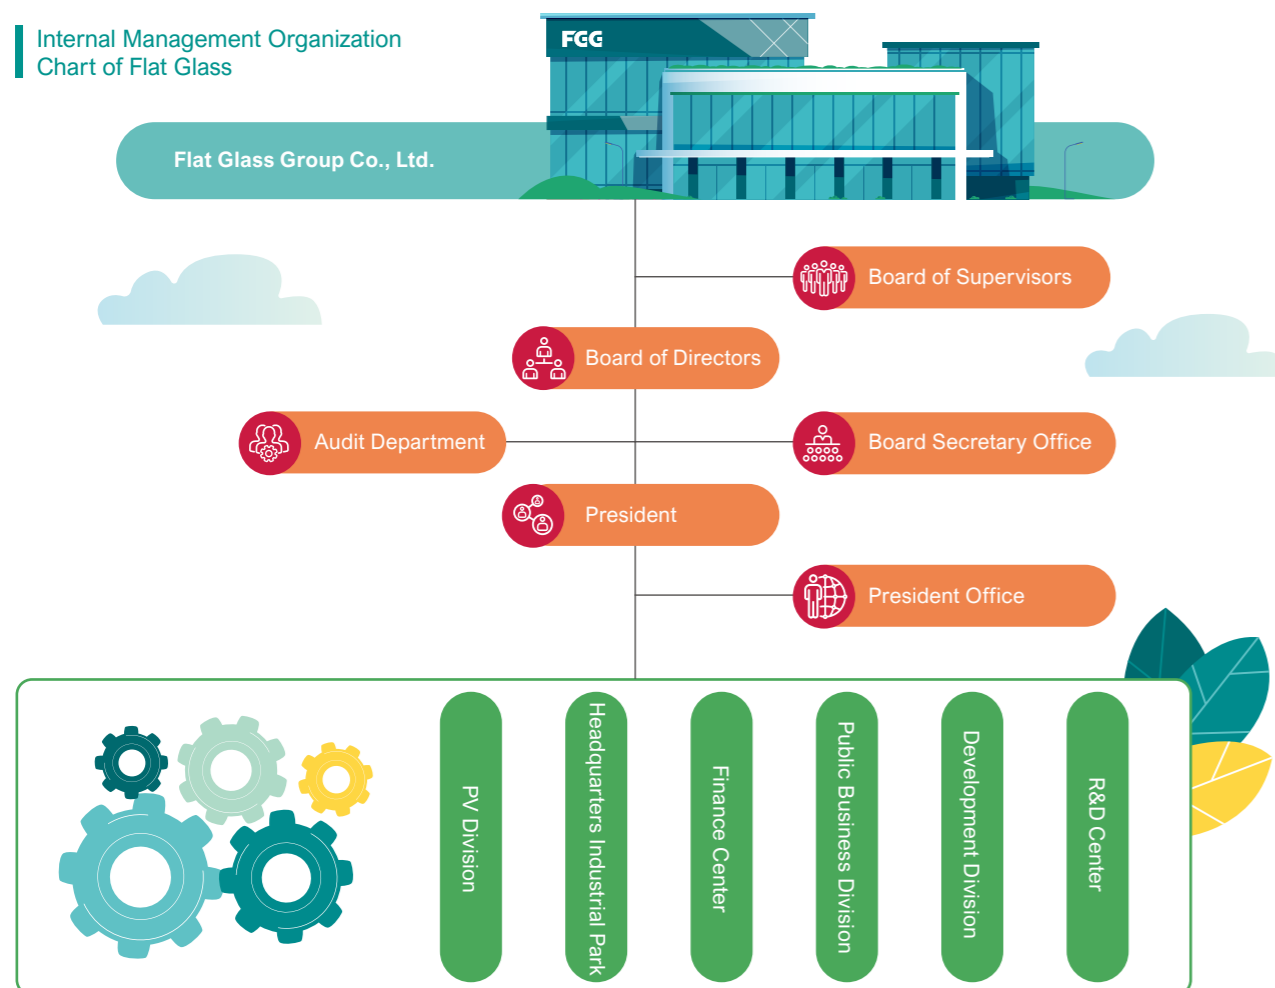 Internal Management Organization
Chart of Flat Glass
FGG
Flat Glass Group Co., Ltd.
Board of Supervisors
Board of Directors
Audit Department
Board Secretary Office
President
President Office
PV Division
Headquarters Industrial Park
Finance Center
Public Business Division
Development Division
R&D Center